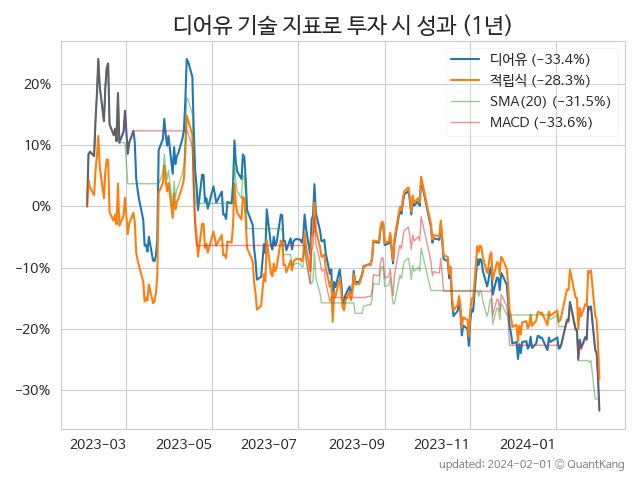 디어유 기술 지표로 투자 시 성과 (1년)
디어유 (−33.4%)
적립식 (−28.3%)
SMA(20) (−31.5%)
MACD (−33.6%)
20%
10%
0%
−10%
−20%
−30%
2023-03 2023-05 2023-07 2023-09 2023-11 2024-01
updated: 2024-02-01 © QuantKang